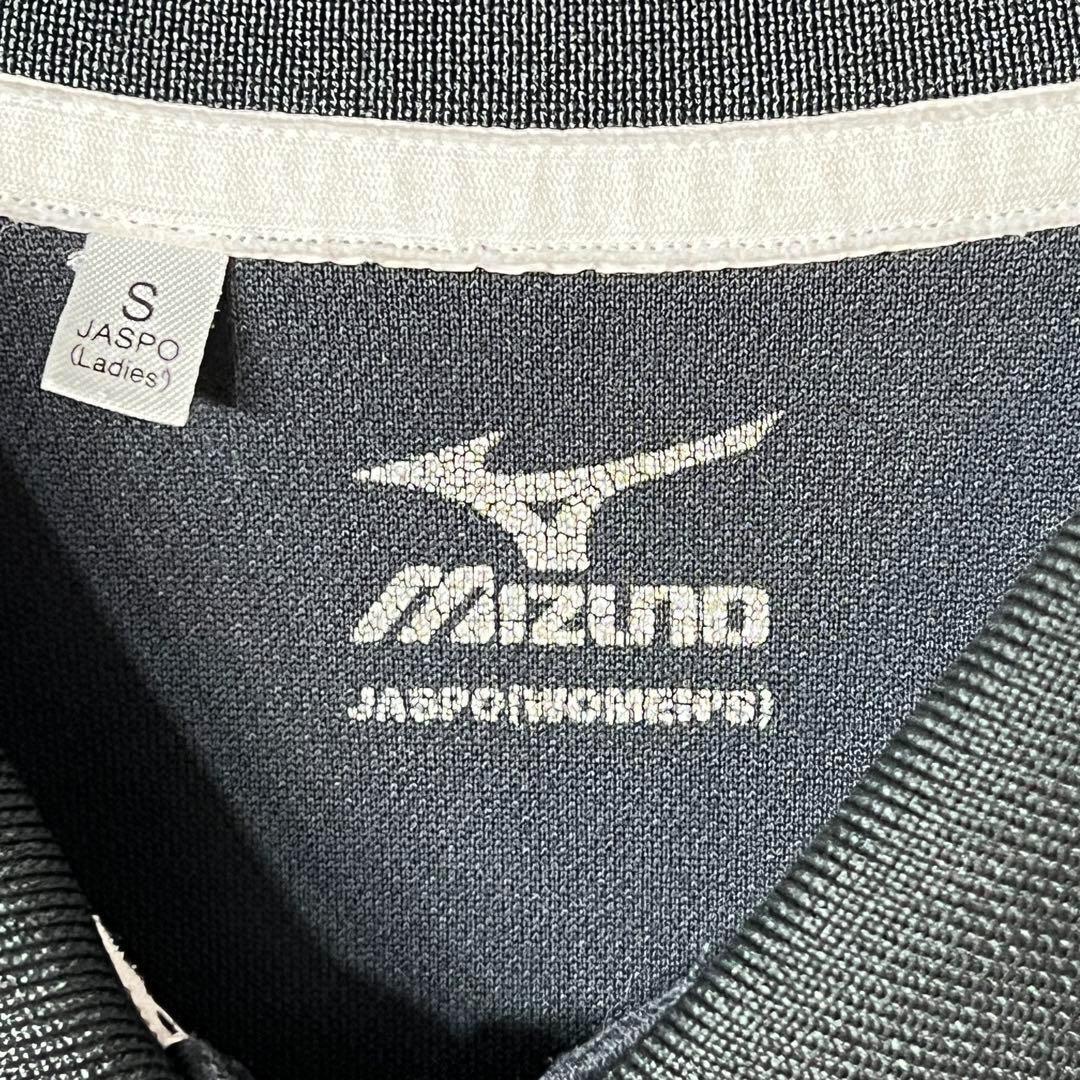 S
JASPO
(Ladies)
MIZUNO
JASPO(WOMEN'S)